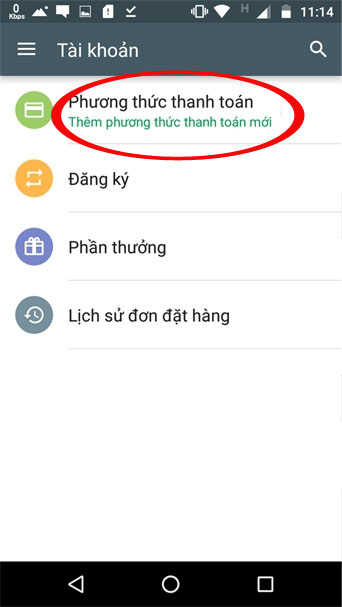 0
Kbps
H
11:14
Tài khoản
Phương thức thanh toán
Thêm phương thức thanh toán mới
Đăng ký
Phần thưởng
Lịch sử đơn đặt hàng